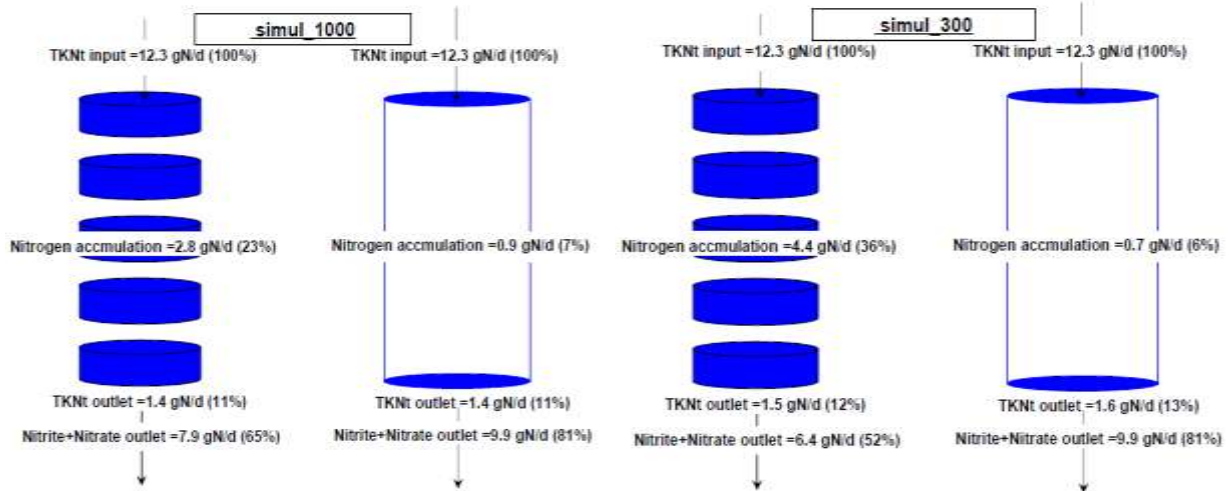 simul_1000
TKNt input =12.3 gN/d (100%)
TKNt input =12.3 gN/d (100%)
Nitrogen accmulation =2.8 gN/d (23%)
Nitrogen accmulation =0.9 gN/d (7%)
TKNt outlet =1.4 gN/d (11%)
TKNt outlet =1.4 gN/d (11%)
Nitrite+Nitrate outlet =7.9 gN/d (65%)
Nitrite+Nitrate outlet =9.9 gN/d (81%)
simul_300
TKNt input =12.3 gN/d (100%)
TKNt input =12.3 gN/d (100%)
Nitrogen accmulation =4.4 gN/d (36%)
Nitrogen accmulation =0.7 gN/d (6%)
TKNt outlet =1.5 gN/d (12%)
TKNt outlet =1.6 gN/d (13%)
Nitrite+Nitrate outlet =6.4 gN/d (52%)
Nitrite+Nitrate outlet =9.9 gN/d (81%)